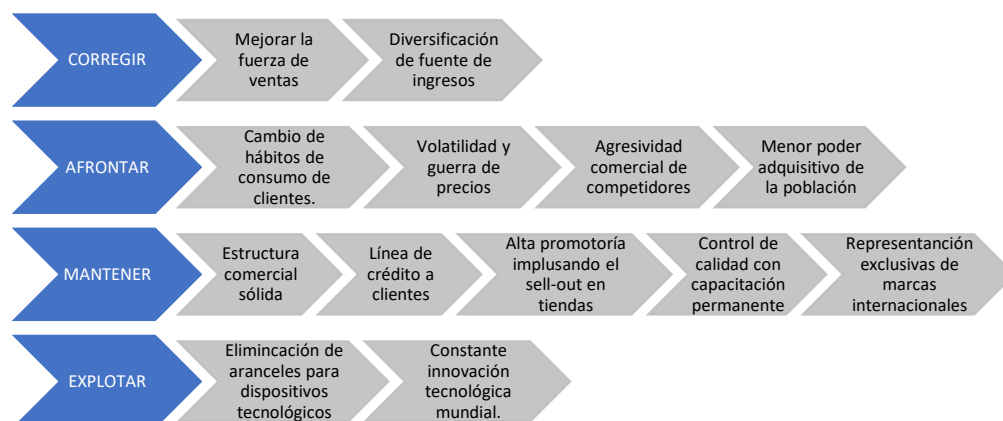 CORREGIR
Mejorar la
fuerza de
ventas
Diversificación
de fuente de
ingresos
AFRONTAR
Cambio de
hábitos de
consumo de
clientes.
Volatilidad y
guerra de
precios
Agresividad
comercial de
competidores
Menor poder
adquisitivo de
la población
MANTENER
Estructura
comercial
sólida
Línea de
crédito a
clientes
Alta promotoría
implusando el
sell-out en
tiendas
Control de
calidad con
capacitación
permanente
Representanción
exclusivas de
marcas
internacionales
EXPLOTAR
Elimincación de
aranceles para
dispositivos
tecnológicos
Constante
innovación
tecnológica
mundial.